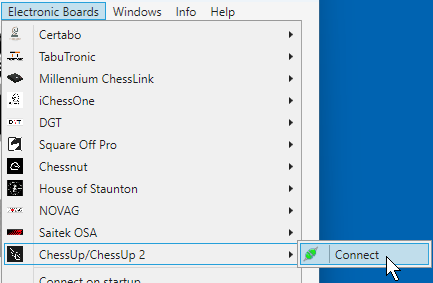 Electronic Boards Windows Info Help
Certabo
TabuTronic
Millennium ChessLink
iChessOne
DGT
Square Off Pro
Chessnut
House of Staunton
NOVAG
Saitek OSA
ChessUp/ChessUp 2 Connect
Connect on startup